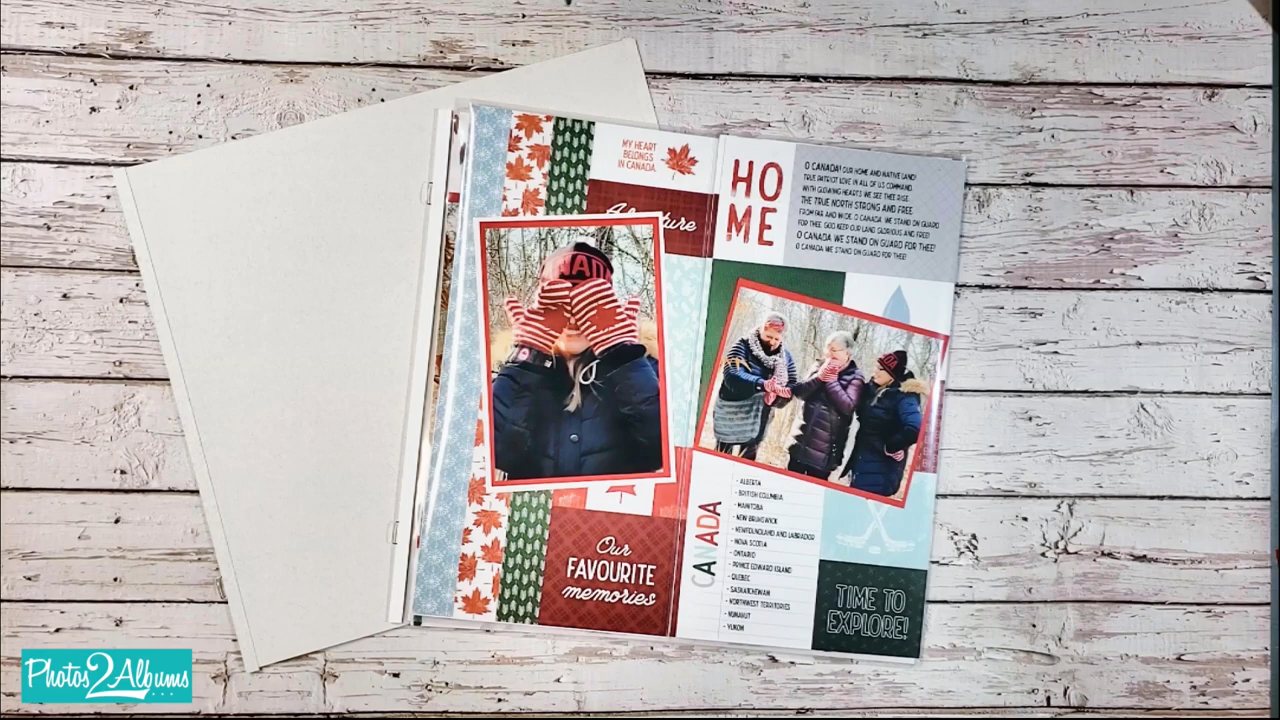 MY HEART
BELONGS
IN CANADA
Adventure
HO
ME
O CANADA! OUR HOME AND NATIVE LAND!
TRUE PATRIOT LOVE IN ALL OF US COMMAND.
WITH GLOWING HEARTS WE SEE THEE RISE.
THE TRUE NORTH STRONG AND FREE.
FROM FAR AND WIDE, O CANADA, WE STAND ON GUARD
FOR THEE. GOD KEEP OUR LAND, GLORIOUS AND FREE!
O CANADA WE STAND ON GUARD FOR THEE!
O CANADA WE STAND ON GUARD FOR THEE!
CANADA
- ALBERTA
- BRITISH COLUMBIA
- MANITOBA
- NEW BRUNSWICK
- NEWFOUNDLAND AND LABRADOR
- NOVA SCOTIA
- ONTARIO
- PRINCE EDWARD ISLAND
- QUEBEC
- SASKATCHEWAN
- NORTHWEST TERRITORIES
- NUNAVUT
- YUKON
Our
FAVOURITE
memories
TIME TO
EXPLORE!
Photos2Albums